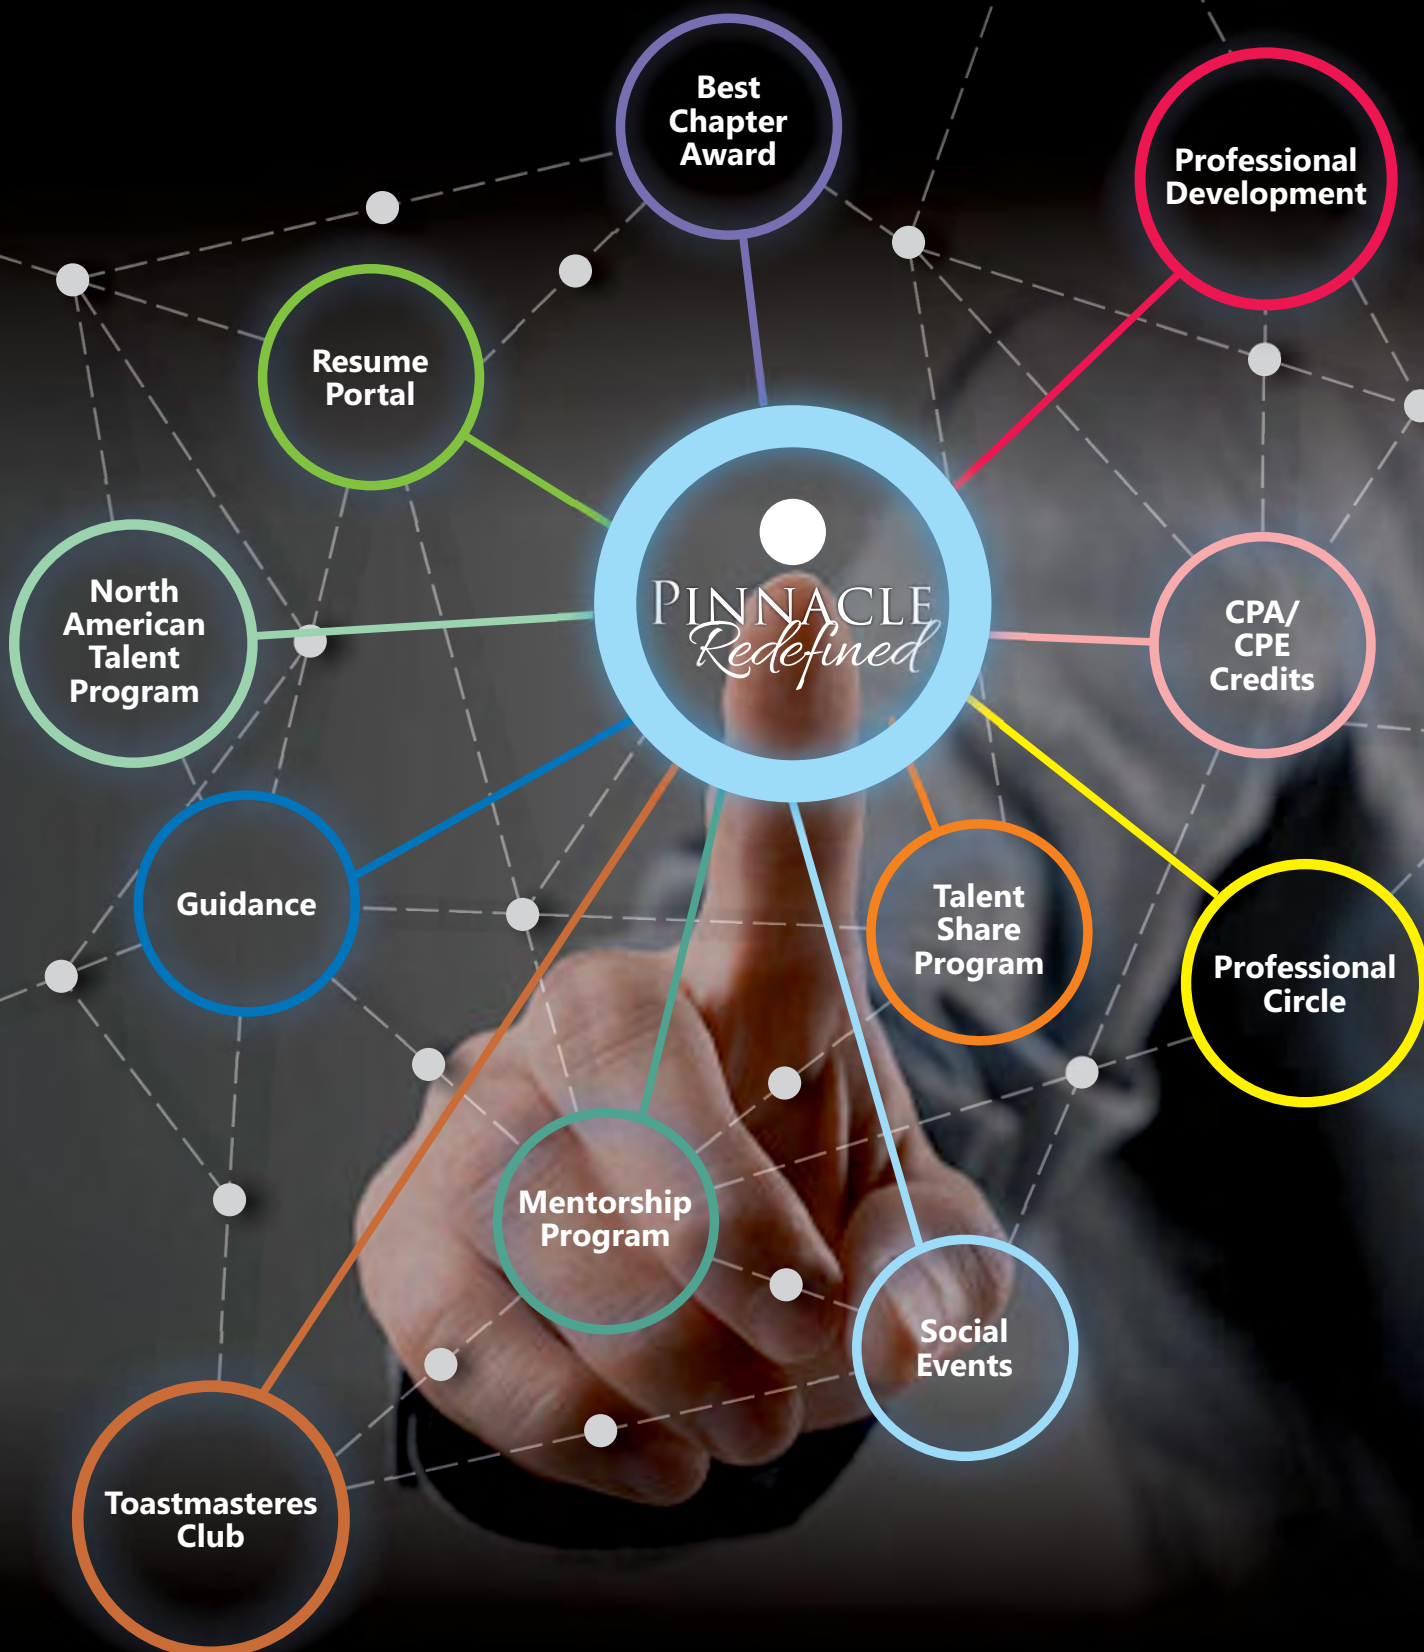 Best
Chapter
Award
Professional
Development
Resume
Portal
PINNACLE
Redefined
North
American
Talent
Program
CPA/
CPE
Credits
Guidance
Talent
Share
Program
Professional
Circle
Mentorship
Program
Social
Events
Toastmasteres
Club